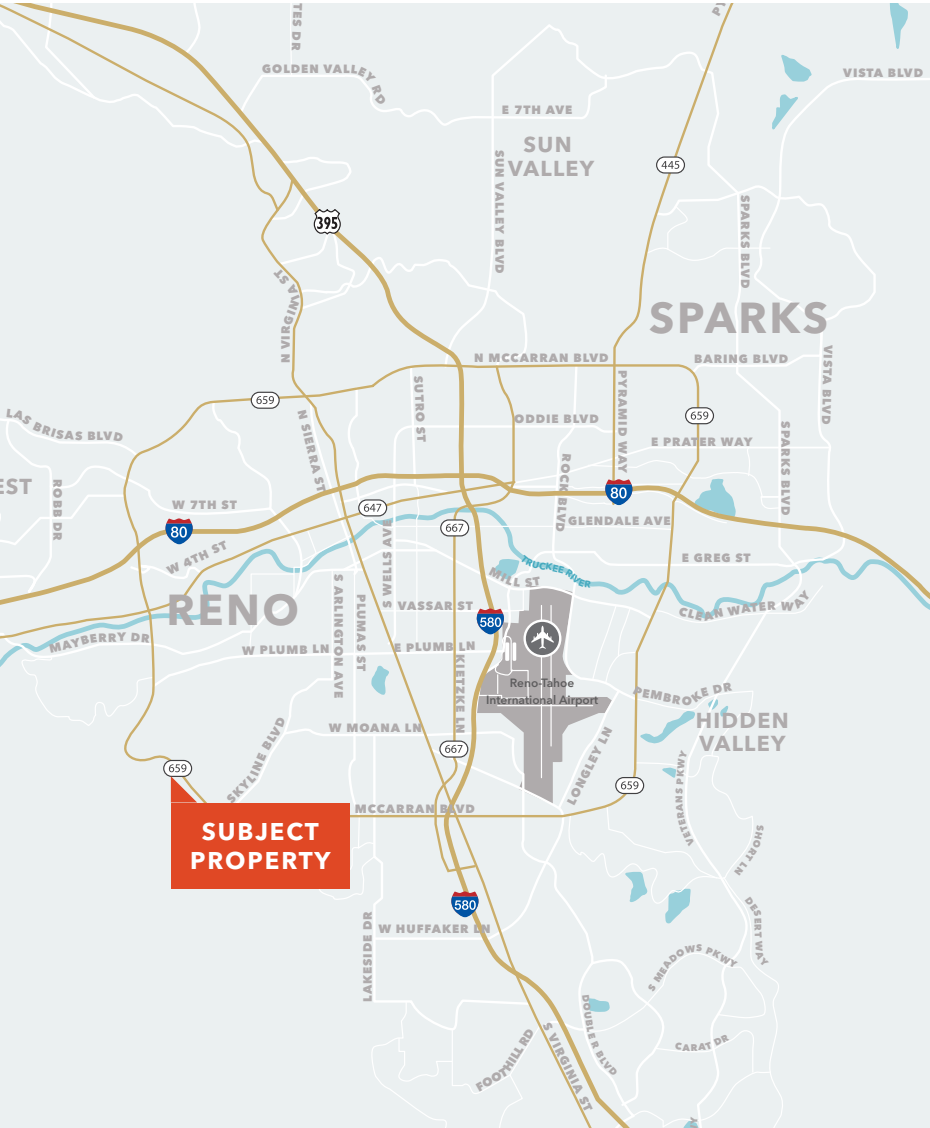 TES DR
PY
GOLDEN VALLEY RD
VISTA BLVD
E 7TH AVE
SUN
VALLEY
445
SUN VALLEY BLVD
SPARKS BLVD
395
N VIRGINIA ST
SPARKS
N MCCARRAN BLVD
BARING BLVD
VISTA BLVD
659
SUTRO ST
PYRAMID WAY
659
LAS BRISAS BLVD
N SIERRA ST
ODDIE BLVD
E PRATER WAY
SPARKS BLVD
EST
ROBB DR
ROCK BLVD
W 7TH ST
80
647
667
80
GLENDALE AVE
W 4TH ST
S WELLS AVE
E GREG ST
TRUCKEE RIVER
MILL ST
RENO
S ARLINGTON AVE
PLUMAS ST
VASSAR ST
580
CLEAN WATER WAY
MAYBERRY DR
W PLUMB LN
E PLUMB LN
KIETZKE LN
Reno-Tahoe
International Airport
PEMBROKE DR
HIDDEN
VALLEY
W MOANA LN
SKYLINE BLVD
667
LONGLEY LN
VETERANS PKWY
659
659
MCCARRAN BLVD
SUBJECT
PROPERTY
SHORT LN
580
W HUFFAKER LN
LAKESIDE DR
DESERT WAY
S MEADOWS PKWY
DOUBLE R BLVD
FOOTHILL RD
S VIRGINIA ST
CARAT DR
Y